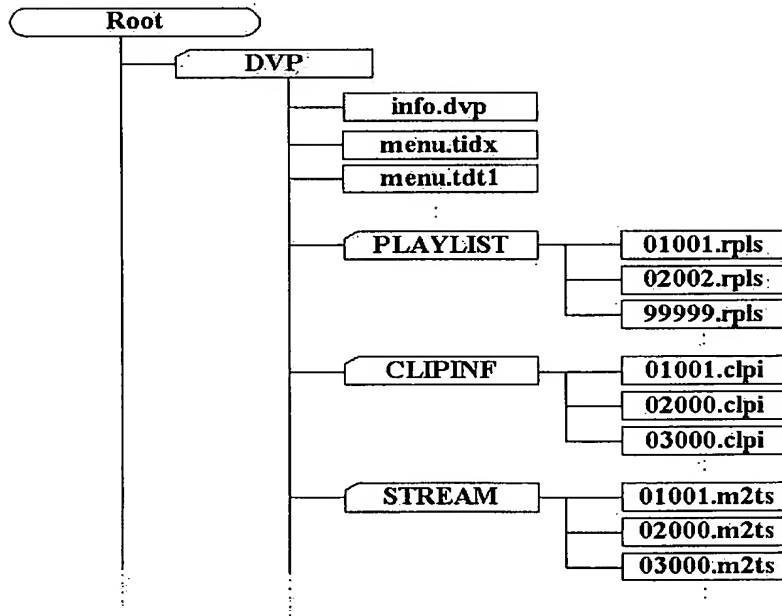 Root
DVP
info.dvp
menu.tidx
menu.tdt1
PLAYLIST
01001.rpls
02002.rpls
99999.rpls
CLIPINF
01001.clpi
02000.clpi
03000.clpi
STREAM
01001.m2ts
02000.m2ts
03000.m2ts